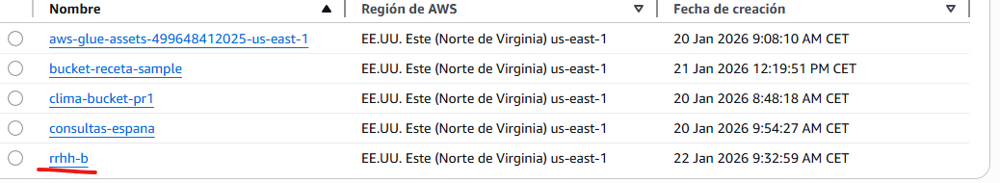 Nombre Región de AWS Fecha de creación
aws-glue-assets-499648412025-us-east-1 EE.UU. Este (Norte de Virginia) us-east-1 20 Jan 2026 9:08:10 AM CET
bucket-receta-sample EE.UU. Este (Norte de Virginia) us-east-1 21 Jan 2026 12:19:51 PM CET
clima-bucket-pr1 EE.UU. Este (Norte de Virginia) us-east-1 20 Jan 2026 8:48:18 AM CET
consultas-espana EE.UU. Este (Norte de Virginia) us-east-1 20 Jan 2026 9:54:27 AM CET
rrhh-b EE.UU. Este (Norte de Virginia) us-east-1 22 Jan 2026 9:32:59 AM CET